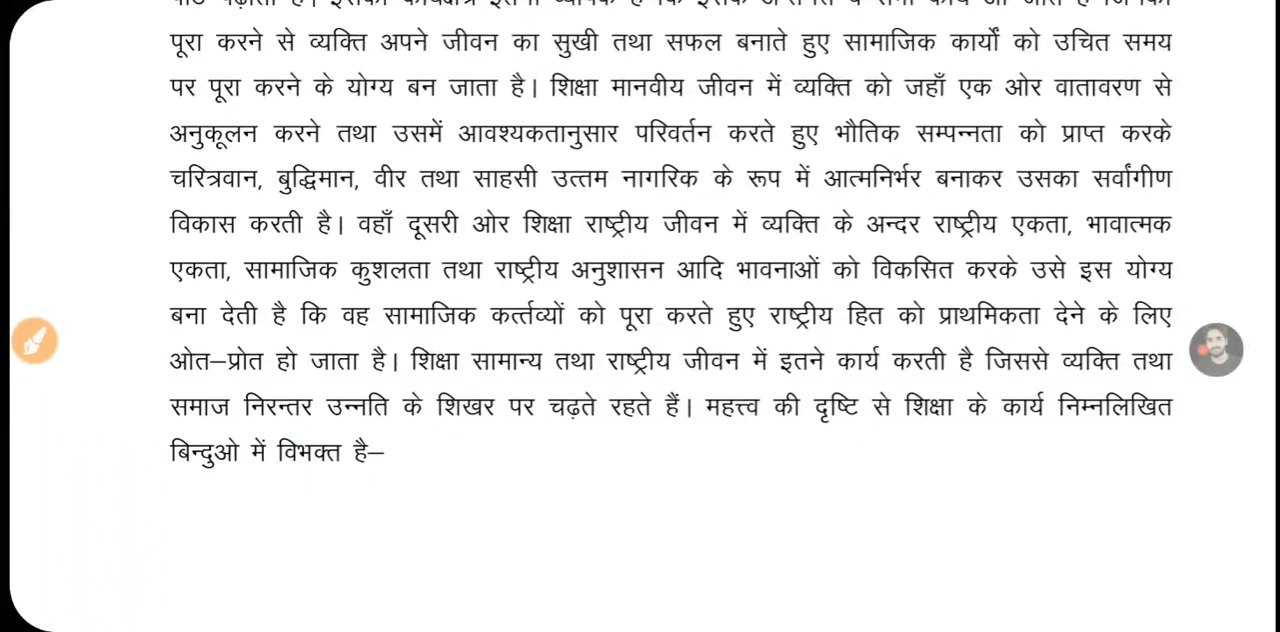 पूरा करने से व्यक्ति अपने जीवन का सुखी तथा सफल बनाते हुए सामाजिक कार्यों को उचित समय
पर पूरा करने के योग्य बन जाता है। शिक्षा मानवीय जीवन में व्यक्ति को जहाँ एक ओर वातावरण से
अनुकूलन करने तथा उसमें आवश्यकतानुसार परिवर्तन करते हुए भौतिक सम्पन्नता को प्राप्त करके
चरित्रवान, बुद्धिमान, वीर तथा साहसी उत्तम नागरिक के रूप में आत्मनिर्भर बनाकर उसका सर्वांगीण
विकास करती है। वहाँ दूसरी ओर शिक्षा राष्ट्रीय जीवन में व्यक्ति के अन्दर राष्ट्रीय एकता, भावात्मक
एकता, सामाजिक कुशलता तथा राष्ट्रीय अनुशासन आदि भावनाओं को विकसित करके उसे इस योग्य
बना देती है कि वह सामाजिक कर्त्तव्यों को पूरा करते हुए राष्ट्रीय हित को प्राथमिकता देने के लिए
ओत–प्रोत हो जाता है। शिक्षा सामान्य तथा राष्ट्रीय जीवन में इतने कार्य करती है जिससे व्यक्ति तथा
समाज निरन्तर उन्नति के शिखर पर चढ़ते रहते हैं। महत्त्व की दृष्टि से शिक्षा के कार्य निम्नलिखित
बिन्दुओ में विभक्त है–